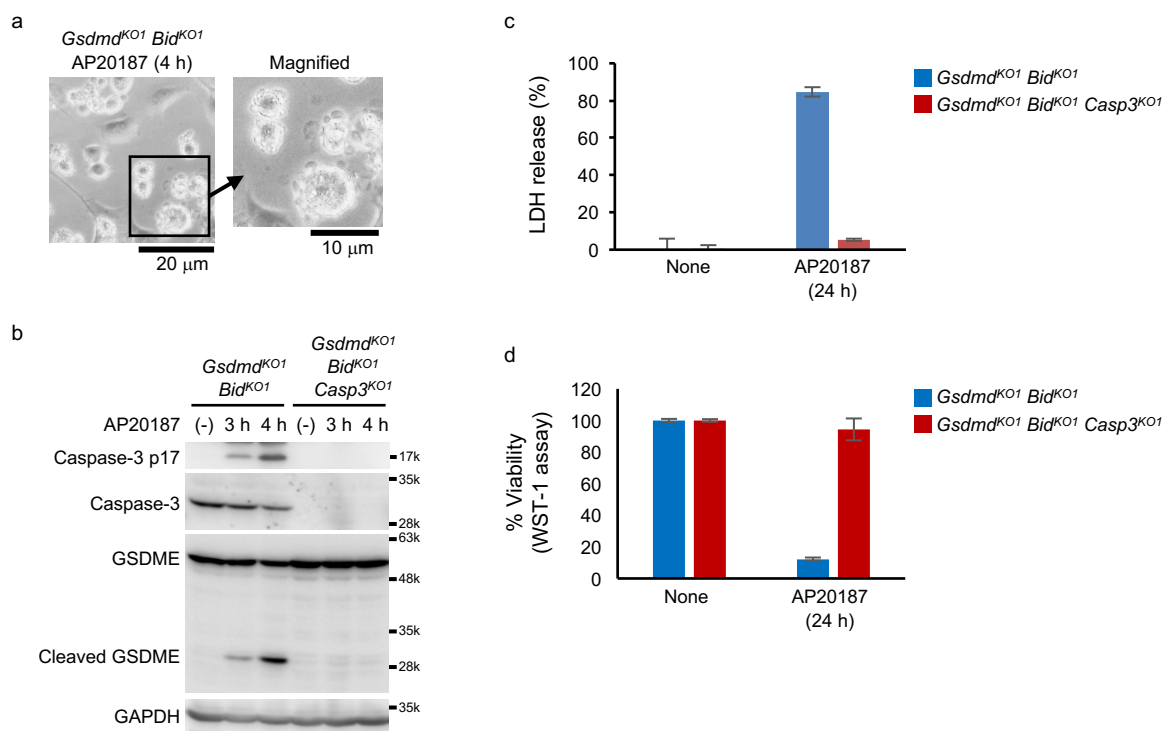 a
Gsdmd^KO1 Bid^KO1
AP20187 (4 h)
Magnified
20 μm
10 μm
b
Gsdmd^KO1
Bid^KO1
Gsdmd^KO1
Bid^KO1
Casp3^KO1
AP20187 (-) 3 h 4 h (-) 3 h 4 h
Caspase-3 p17
17k
35k
Caspase-3
28k
63k
GSDME
48k
35k
Cleaved GSDME
28k
35k
GAPDH
c
LDH release (%)
100
80
60
40
20
0
None
AP20187
(24 h)
Gsdmd^KO1 Bid^KO1
Gsdmd^KO1 Bid^KO1 Casp3^KO1
d
% Viability
(WST-1 assay)
120
100
80
60
40
20
0
None
AP20187
(24 h)
Gsdmd^KO1 Bid^KO1
Gsdmd^KO1 Bid^KO1 Casp3^KO1